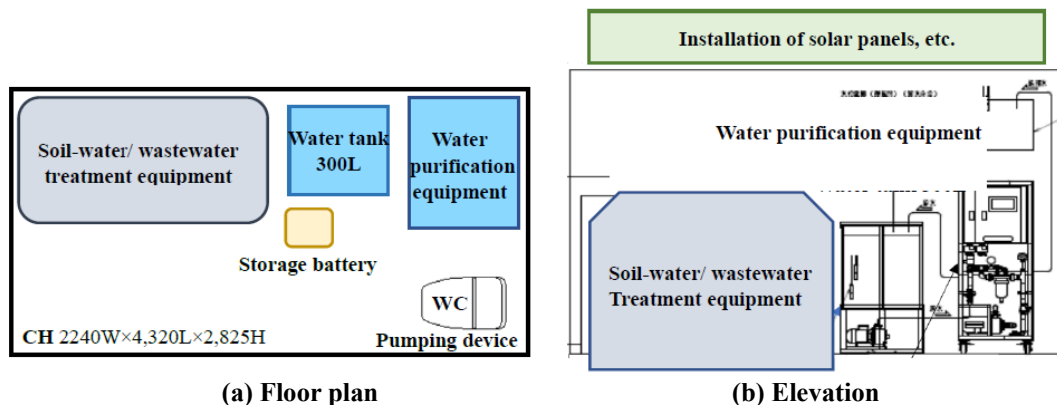 Soil-water/ wastewater
treatment equipment
Water tank
300L
Water
purification
equipment
Storage battery
WC
Pumping device
CH 2240W×4,320L×2,825H
(a) Floor plan
Installation of solar panels, etc.
Water purification equipment
Soil-water/ wastewater
Treatment equipment
(b) Elevation